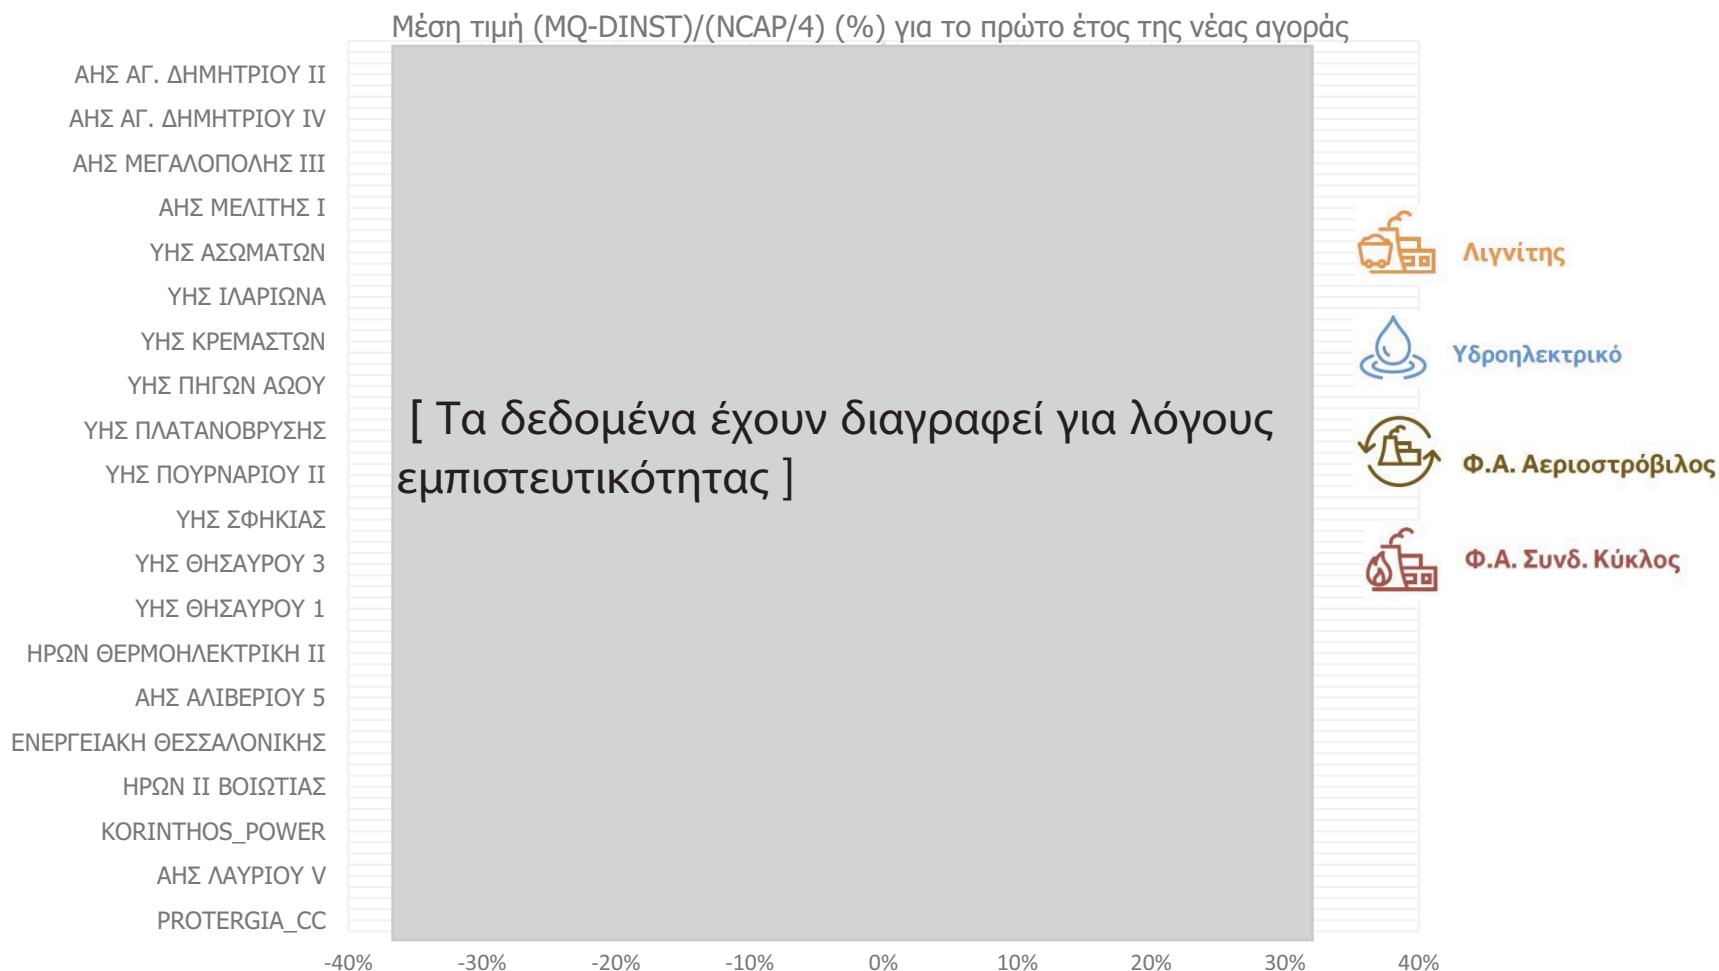 Μέση τιμή (MQ-DINST)/(NCAP/4) (%) για το πρώτο έτος της νέας αγοράς
ΑΗΣ ΑΓ. ΔΗΜΗΤΡΙΟΥ ΙΙ
ΑΗΣ ΑΓ. ΔΗΜΗΤΡΙΟΥ IV
ΑΗΣ ΜΕΓΑΛΟΠΟΛΗΣ ΙΙΙ
ΑΗΣ ΜΕΛΙΤΗΣ Ι
ΥΗΣ ΑΣΩΜΑΤΩΝ
ΥΗΣ ΙΛΑΡΙΩΝΑ
ΥΗΣ ΚΡΕΜΑΣΤΩΝ
ΥΗΣ ΠΗΓΩΝ ΑΩΟΥ
ΥΗΣ ΠΛΑΤΑΝΟΒΡΥΣΗΣ
ΥΗΣ ΠΟΥΡΝΑΡΙΟΥ ΙΙ
ΥΗΣ ΣΦΗΚΙΑΣ
ΥΗΣ ΘΗΣΑΥΡΟΥ 3
ΥΗΣ ΘΗΣΑΥΡΟΥ 1
ΗΡΩΝ ΘΕΡΜΟΗΛΕΚΤΡΙΚΗ ΙΙ
ΑΗΣ ΑΛΙΒΕΡΙΟΥ 5
ΕΝΕΡΓΕΙΑΚΗ ΘΕΣΣΑΛΟΝΙΚΗΣ
ΗΡΩΝ ΙΙ ΒΟΙΩΤΙΑΣ
KORINTHOS_POWER
ΑΗΣ ΛΑΥΡΙΟΥ V
PROTERGIA_CC
[ Τα δεδομένα έχουν διαγραφεί για λόγους
εμπιστευτικότητας ]
Λιγνίτης
Υδροηλεκτρικό
Φ.Α. Αεριοστρόβιλος
Φ.Α. Συνδ. Κύκλος
-40% -30% -20% -10% 0% 10% 20% 30% 40%